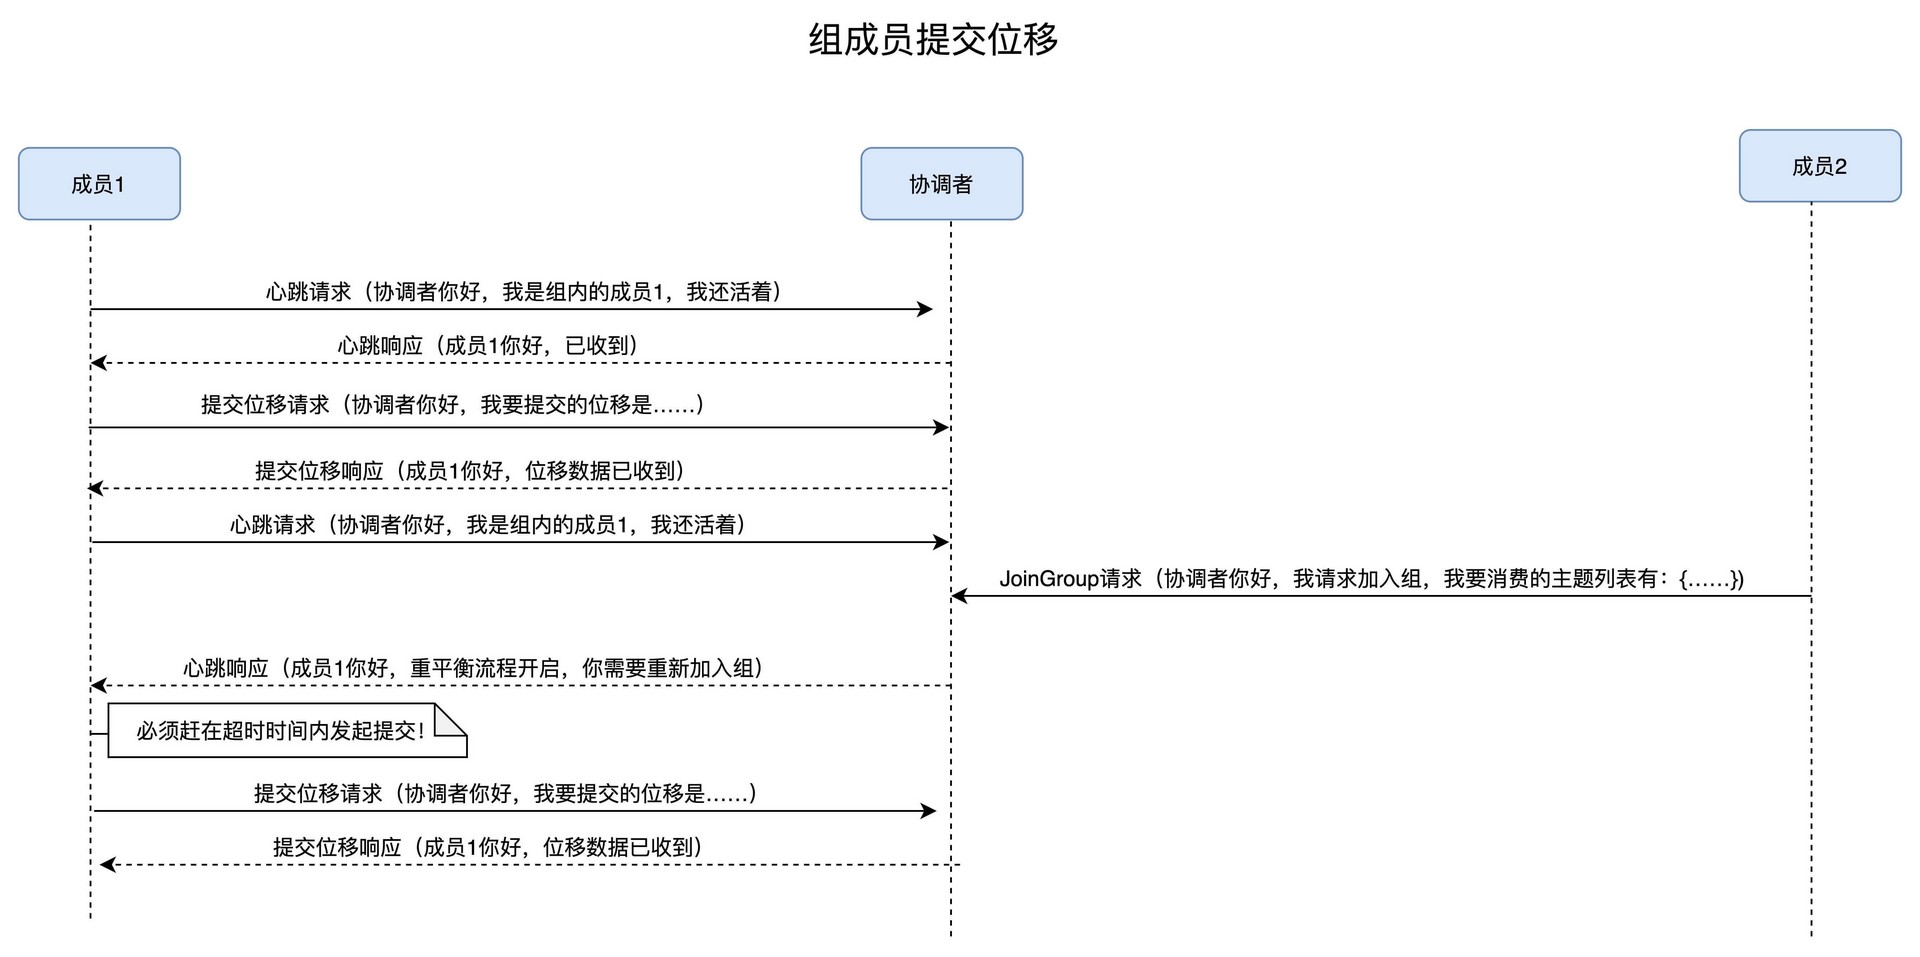 组成员提交位移
成员1
协调者
成员2
心跳请求（协调者你好，我是组内的成员1，我还活着）
心跳响应（成员1你好，已收到）
提交位移请求（协调者你好，我要提交的位移是……）
提交位移响应（成员1你好，位移数据已收到）
心跳请求（协调者你好，我是组内的成员1，我还活着）
JoinGroup请求（协调者你好，我请求加入组，我要消费的主题列表有：{……})
心跳响应（成员1你好，重平衡流程开启，你需要重新加入组）
必须赶在超时时间内发起提交！
提交位移请求（协调者你好，我要提交的位移是……）
提交位移响应（成员1你好，位移数据已收到）